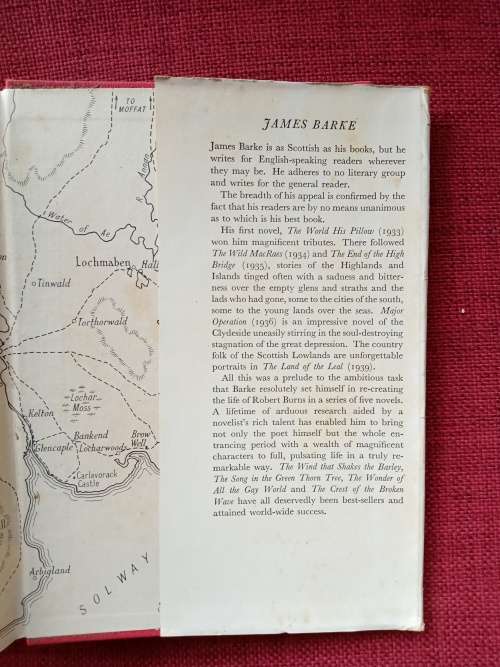 TO
MOFFAT
R. Annan
Water of Ae
Lochmaben
Tinwald
Torthorwald
Lochar
Moss
Kelton
Bankend
Brow
Well
Glencaple
Locharwoods
Carlavorack
Castle
Arbigland
SOLWAY
JAMES BARKE
James Barke is as Scottish as his books, but he
writes for English-speaking readers wherever
they may be. He adheres to no literary group
and writes for the general reader.
The breadth of his appeal is confirmed by the
fact that his readers are by no means unanimous
as to which is his best book.
His first novel, The World His Pillow (1933)
won him magnificent tributes. There followed
The Wild MacRaes (1934) and The End of the High
Bridge (1935), stories of the Highlands and
Islands tinged often with a sadness and bitter-
ness over the empty glens and straths and the
lads who had gone, some to the cities of the south,
some to the young lands over the seas. Major
Operation (1936) is an impressive novel of the
Clydeside uneasily stirring in the soul-destroying
stagnation of the great depression. The country
folk of the Scottish Lowlands are unforgettable
portraits in The Land of the Leal (1939).
All this was a prelude to the ambitious task
that Barke resolutely set himself in re-creating
the life of Robert Burns in a series of five novels.
A lifetime of arduous research aided by a
novelist's rich talent has enabled him to bring
not only the poet himself but the whole en-
trancing period with a wealth of magnificent
characters to full, pulsating life in a truly re-
markable way. The Wind that Shakes the Barley,
The Song in the Green Thorn Tree, The Wonder of
All the Gay World and The Crest of the Broken
Wave have all deservedly been best-sellers and
attained world-wide success.